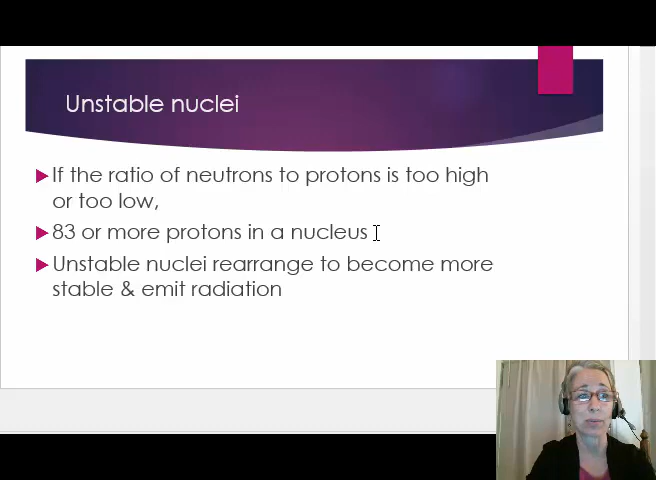 Unstable nuclei
If the ratio of neutrons to protons is too high
or too low,
83 or more protons in a nucleus
Unstable nuclei rearrange to become more
stable & emit radiation